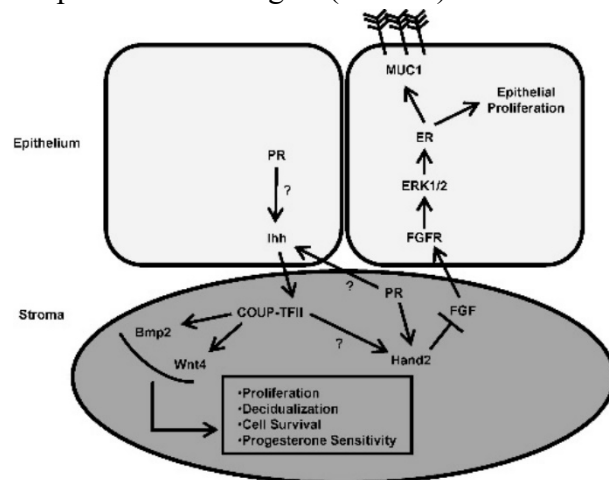 MUC1
Epithelial
Proliferation
Epithelium
ER
PR
?
ERK1/2
Ihh
FGFR
?
PR
Stroma
COUP-TFII
FGF
Bmp2
?
Wnt4
Hand2
•Proliferation
•Decidualization
•Cell Survival
•Progesterone Sensitivity